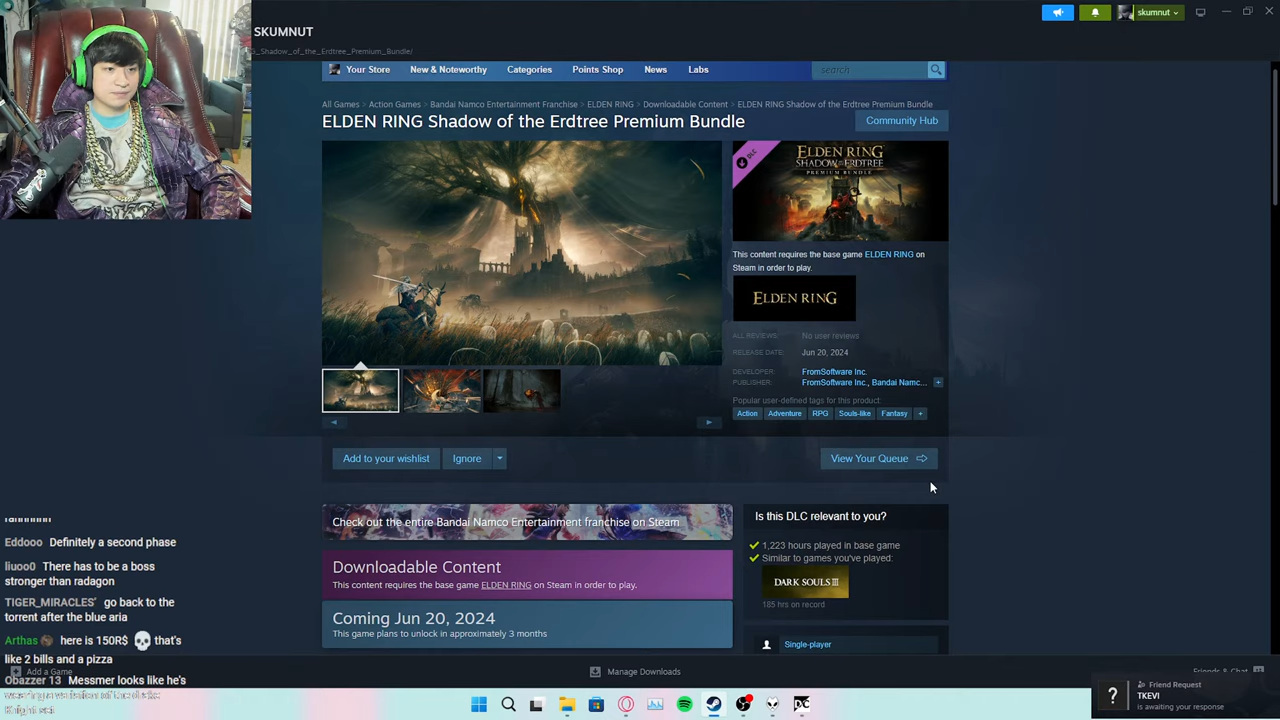 SKUMNUT
skumnut
G_Shadow_of_the_Erdtree_Premium_Bundle/
Your Store
New & Noteworthy
Categories
Points Shop
News
Labs
search
All Games > Action Games > Bandai Namco Entertainment Franchise > ELDEN RING > Downloadable Content > ELDEN RING Shadow of the Erdtree Premium Bundle
ELDEN RING Shadow of the Erdtree Premium Bundle
Community Hub
ELDEN RING
SHADOW OF THE ERDTREE
PREMIUM BUNDLE
This content requires the base game ELDEN RING on
Steam in order to play.
ELDEN RING
ALL REVIEWS: No user reviews
RELEASE DATE: Jun 20, 2024
DEVELOPER: FromSoftware Inc.
PUBLISHER: FromSoftware Inc., Bandai Namc... +
Popular user-defined tags for this product:
Action Adventure RPG Souls-like Fantasy +
Add to your wishlist
Ignore
View Your Queue
Check out the entire Bandai Namco Entertainment franchise on Steam
Is this DLC relevant to you?
1,223 hours played in base game
Similar to games you've played:
DARK SOULS III
185 hrs on record
Downloadable Content
This content requires the base game ELDEN RING on Steam in order to play.
Coming Jun 20, 2024
This game plans to unlock in approximately 3 months
Single-player
Eddooo Definitely a second phase
liuoo0 There has to be a boss
stronger than radagon
TIGER_MIRACLES` go back to the
torrent after the blue aria
Arthas here is 150R$ that's
like 2 bills and a pizza
Obazzer 13 Messmer looks like he's
Add a Game
Manage Downloads
Friends & Chat
Friend Request
TKEVI
is awaiting your response